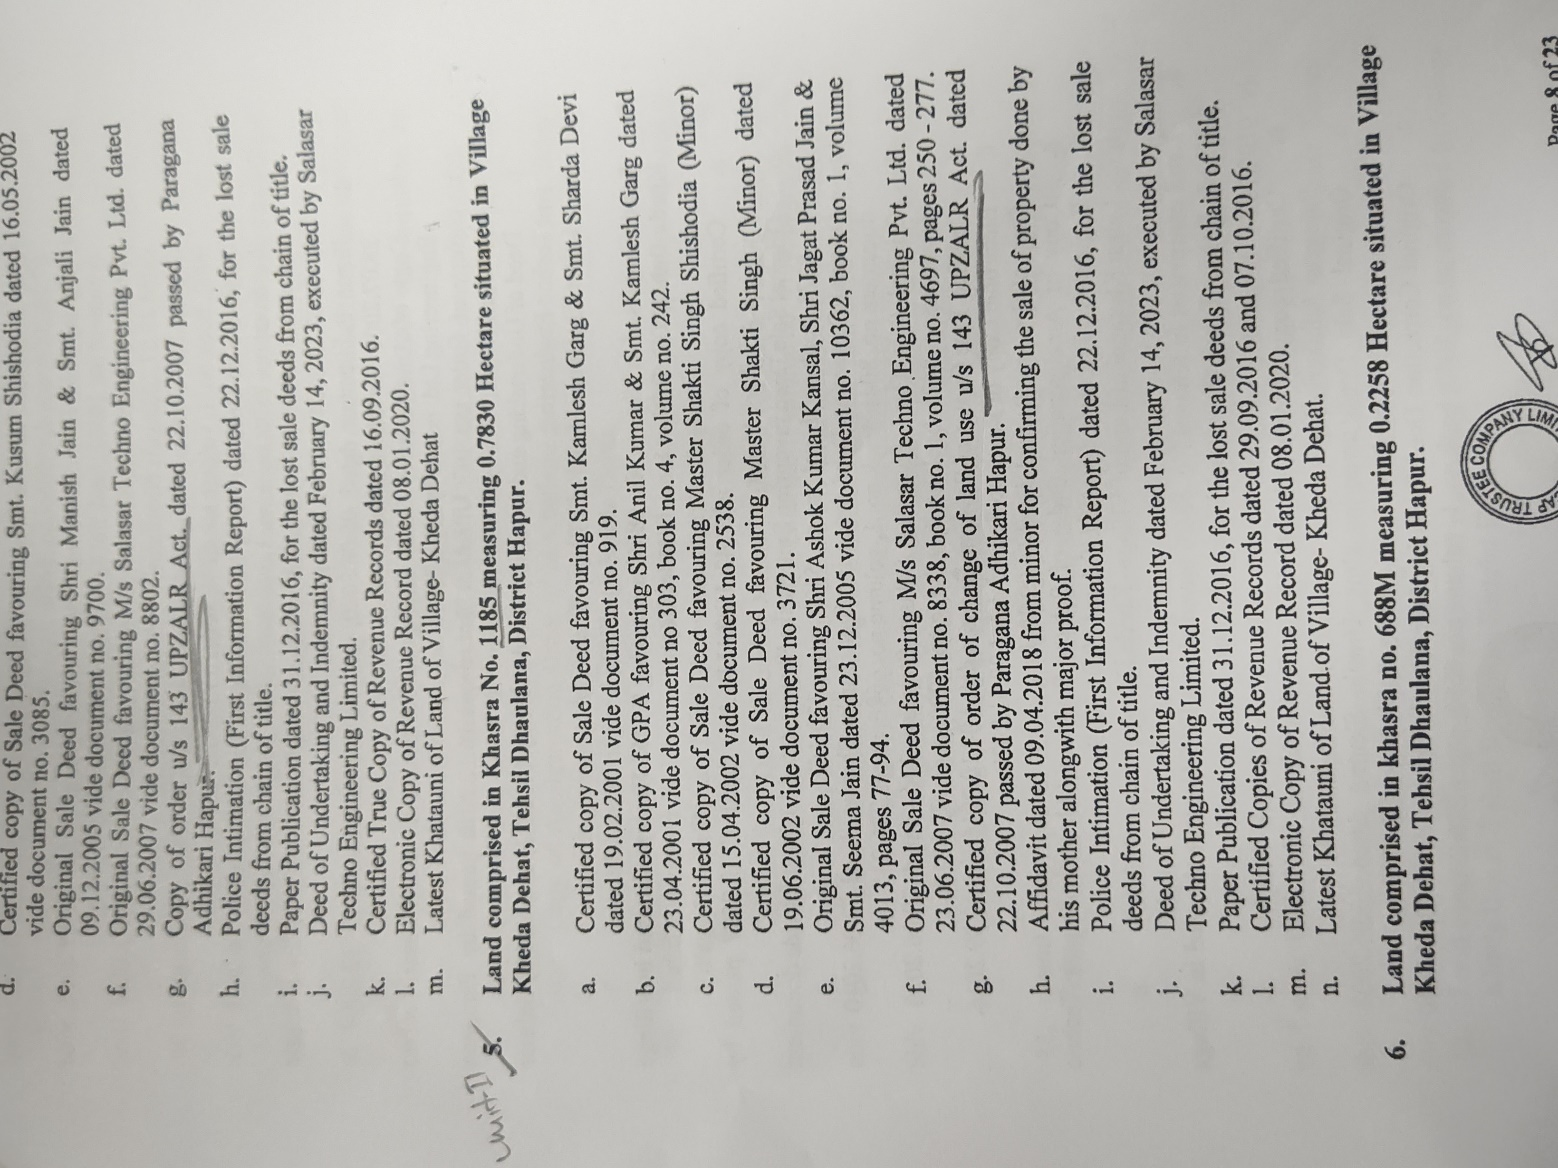 d. Certified copy of Sale Deed favouring Smt. Kusum Shishodia dated 16.05.2002
vide document no. 3085.
e. Original Sale Deed favouring Shri Manish Jain & Smt. Anjali Jain dated
09.12.2005 vide document no. 9700.
f. Original Sale Deed favouring M/s Salasar Techno Engineering Pvt. Ltd. dated
29.06.2007 vide document no. 8802.
g. Copy of order u/s 143 UPZALR Act. dated 22.10.2007 passed by Paragana
Adhikari Hapur.
h. Police Intimation (First Information Report) dated 22.12.2016, for the lost sale
deeds from chain of title.
i. Paper Publication dated 31.12.2016, for the lost sale deeds from chain of title.
j. Deed of Undertaking and Indemnity dated February 14, 2023, executed by Salasar
Techno Engineering Limited.
k. Certified True Copy of Revenue Records dated 16.09.2016.
l. Electronic Copy of Revenue Record dated 08.01.2020.
m. Latest Khatauni of Land of Village- Kheda Dehat
unit-II
5. Land comprised in Khasra No. 1185 measuring 0.7830 Hectare situated in Village
Kheda Dehat, Tehsil Dhaulana, District Hapur.
a. Certified copy of Sale Deed favouring Smt. Kamlesh Garg & Smt. Sharda Devi
dated 19.02.2001 vide document no. 919.
b. Certified copy of GPA favouring Shri Anil Kumar & Smt. Kamlesh Garg dated
23.04.2001 vide document no 303, book no. 4, volume no. 242.
c. Certified copy of Sale Deed favouring Master Shakti Singh Shishodia (Minor)
dated 15.04.2002 vide document no. 2538.
d. Certified copy of Sale Deed favouring Master Shakti Singh (Minor) dated
19.06.2002 vide document no. 3721.
e. Original Sale Deed favouring Shri Ashok Kumar Kansal, Shri Jagat Prasad Jain &
Smt. Seema Jain dated 23.12.2005 vide document no. 10362, book no. 1, volume
4013, pages 77-94.
f. Original Sale Deed favouring M/s Salasar Techno Engineering Pvt. Ltd. dated
23.06.2007 vide document no. 8338, book no. 1, volume no. 4697, pages 250 -277.
g. Certified copy of order of change of land use u/s 143 UPZALR Act. dated
22.10.2007 passed by Paragana Adhikari Hapur.
h. Affidavit dated 09.04.2018 from minor for confirming the sale of property done by
his mother alongwith major proof.
i. Police Intimation (First Information Report) dated 22.12.2016, for the lost sale
deeds from chain of title.
j. Deed of Undertaking and Indemnity dated February 14, 2023, executed by Salasar
Techno Engineering Limited.
k. Paper Publication dated 31.12.2016, for the lost sale deeds from chain of title.
l. Certified Copies of Revenue Records dated 29.09.2016 and 07.10.2016.
m. Electronic Copy of Revenue Record dated 08.01.2020.
n. Latest Khatauni of Land of Village- Kheda Dehat.
6. Land comprised in khasra no. 688M measuring 0.2258 Hectare situated in Village
Kheda Dehat, Tehsil Dhaulana, District Hapur.
TRUSTEE COMPANY
Page 8 of 23